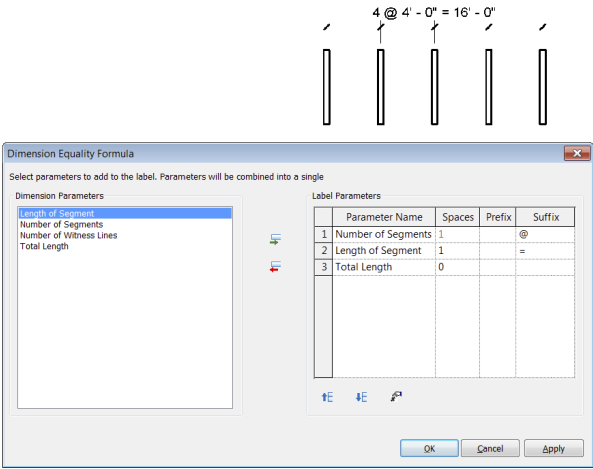 4 @ 4' - 0" = 16' - 0"
Dimension Equality Formula
Select parameters to add to the label. Parameters will be combined into a single
Dimension Parameters
Length of Segment
Number of Segments
Number of Witness Lines
Total Length
Label Parameters
Parameter Name Spaces Prefix Suffix
1 Number of Segments 1 @
2 Length of Segment 1 =
3 Total Length 0
OK Cancel Apply